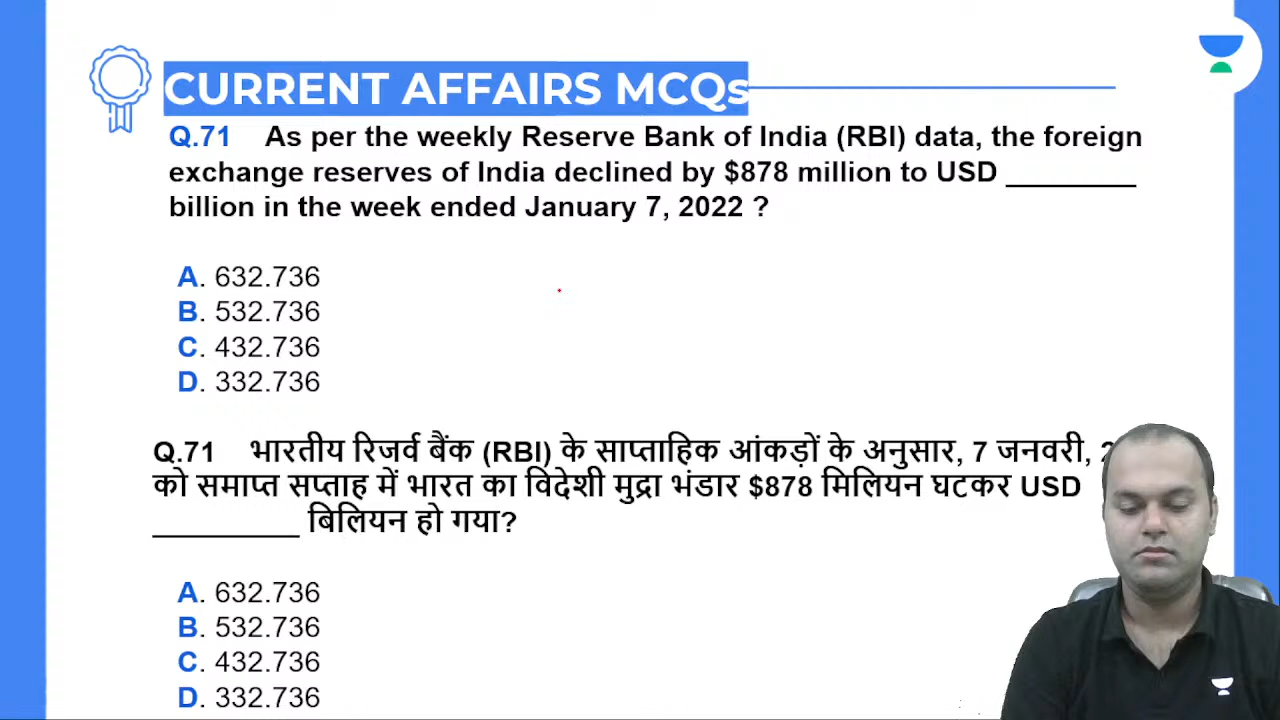 CURRENT AFFAIRS MCQs
Q.71 As per the weekly Reserve Bank of India (RBI) data, the foreign
exchange reserves of India declined by $878 million to USD ________
billion in the week ended January 7, 2022 ?
A. 632.736
B. 532.736
C. 432.736
D. 332.736
Q.71 भारतीय रिजर्व बैंक (RBI) के साप्ताहिक आंकड़ों के अनुसार, 7 जनवरी,
को समाप्त सप्ताह में भारत का विदेशी मुद्रा भंडार $878 मिलियन घटकर USD
_________ बिलियन हो गया?
A. 632.736
B. 532.736
C. 432.736
D. 332.736